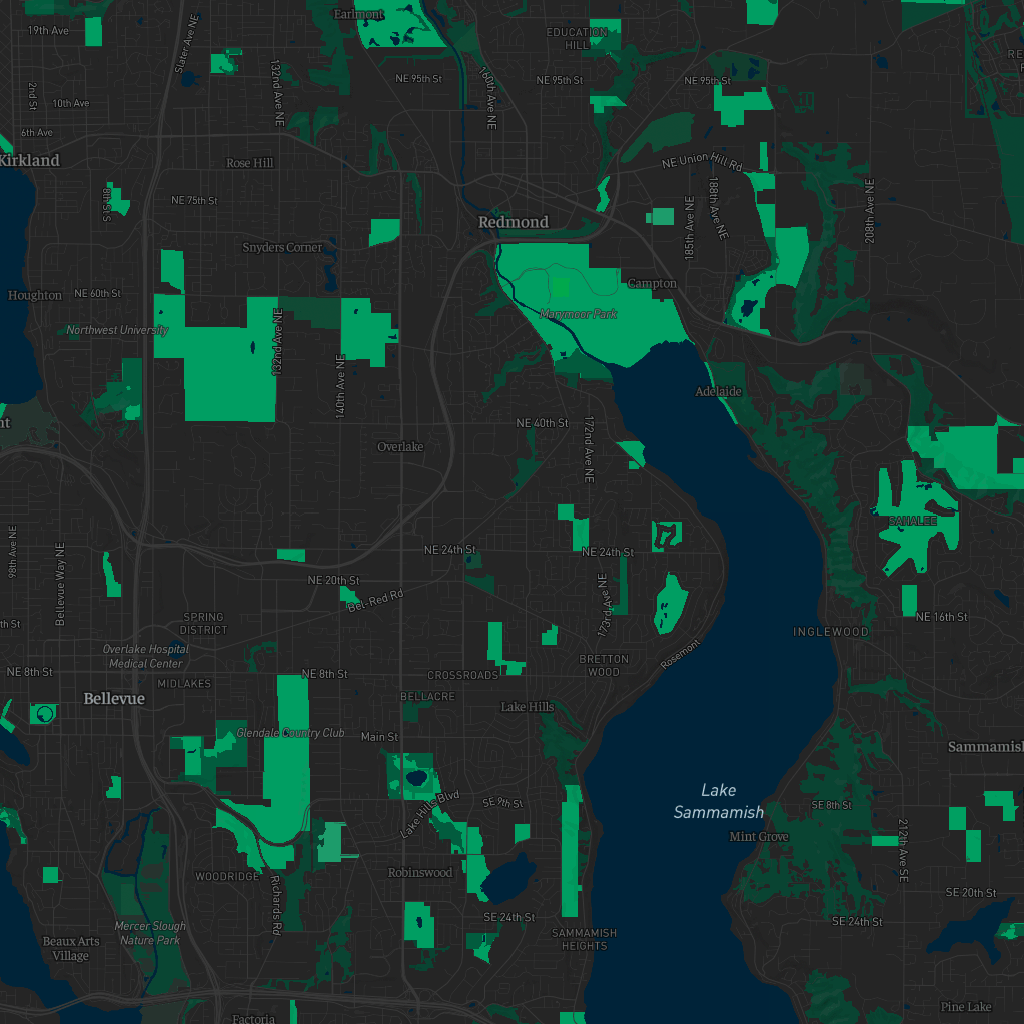 Earlmont
19th Ave
Slater Ave NE
EDUCATION
HILL
NE 95th St
NE 95th St
NE 95th St
132nd Ave NE
160th Ave NE
2nd St
10th Ave
6th Ave
Kirkland
Rose Hill
NE Union Hill Rd
8th St S
NE 75th St
188th Ave NE
185th Ave NE
208th Ave NE
Redmond
Snyders Corner
Houghton
NE 60th St
Campton
Marymoor Park
Northwest University
132nd Ave NE
140th Ave NE
Adelaide
NE 40th St
172nd Ave NE
Overlake
SAHALEE
98th Ave NE
Bellevue Way NE
NE 24th St
NE 24th St
NE 20th St
Bel-Red Rd
173rd Ave NE
NE 16th St
SPRING
DISTRICT
INGLEWOOD
Overlake Hospital
Medical Center
NE 8th St
NE 8th St
MIDLAKES
CROSSROADS
BRETTON
WOOD
Rosemont
Bellevue
BELLACRE
Lake Hills
Glendale Country Club
Main St
Sammamish
Lake
Sammamish
Lake Hills Blvd
SE 9th St
SE 8th St
Mint Grove
212th Ave SE
WOODRIDGE
Robinswood
Richards Rd
SE 20th St
SE 24th St
SE 24th St
Mercer Slough
Nature Park
SAMMAMISH
HEIGHTS
Beaux Arts
Village
Factoria
Pine Lake